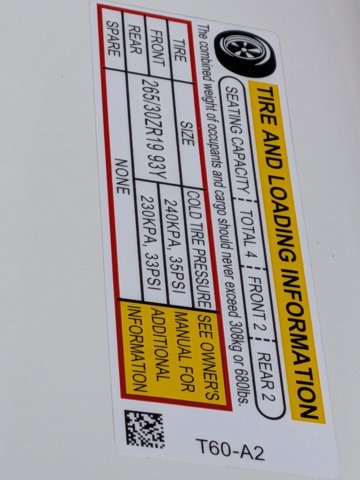 TIRE AND LOADING INFORMATION
SEATING CAPACITY TOTAL 4 FRONT 2 REAR 2
The combined weight of occupants and cargo should never exceed 308kg or 680lbs.
TIRE SIZE COLD TIRE PRESSURE SEE OWNER'S MANUAL FOR ADDITIONAL INFORMATION
FRONT 265/30ZR19 93Y 240KPA, 35PSI
REAR 230KPA, 33PSI
SPARE NONE
T60-A2